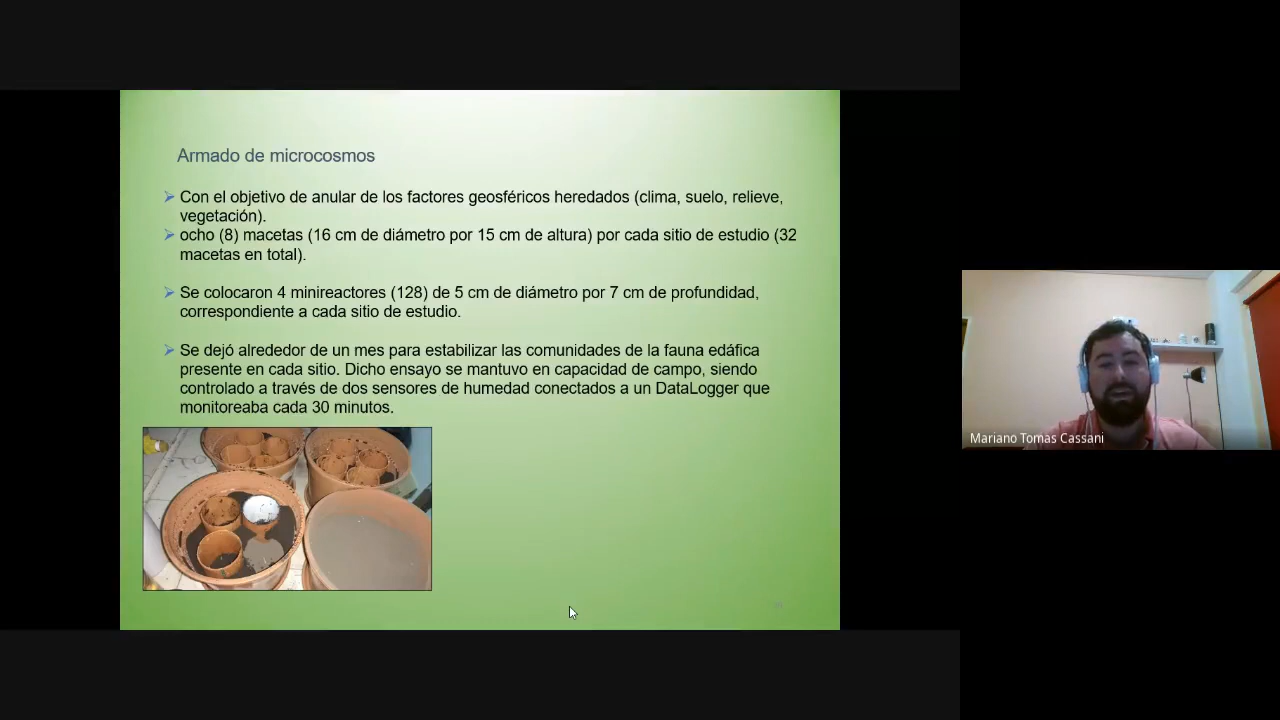 Armado de microcosmos
Con el objetivo de anular de los factores geosféricos heredados (clima, suelo, relieve,
vegetación).
ocho (8) macetas (16 cm de diámetro por 15 cm de altura) por cada sitio de estudio (32
macetas en total).
Se colocaron 4 minireactores (128) de 5 cm de diámetro por 7 cm de profundidad,
correspondiente a cada sitio de estudio.
Se dejó alrededor de un mes para estabilizar las comunidades de la fauna edáfica
presente en cada sitio. Dicho ensayo se mantuvo en capacidad de campo, siendo
controlado a través de dos sensores de humedad conectados a un DataLogger que
monitoreaba cada 30 minutos.
Mariano Tomas Cassani